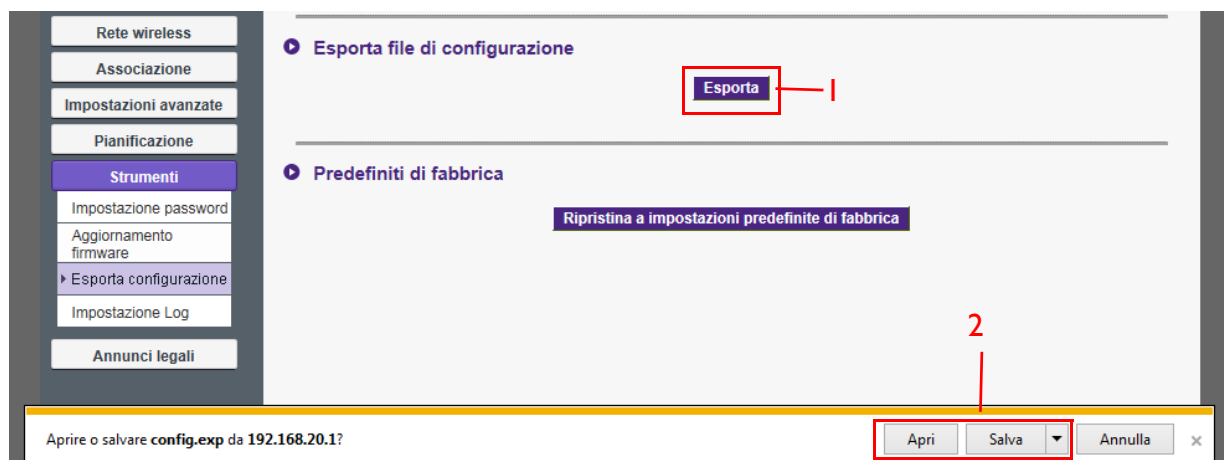 Rete wireless
Associazione
Impostazioni avanzate
Pianificazione
Strumenti
Impostazione password
Aggiornamento
firmware
Esporta configurazione
Impostazione Log
Annunci legali
Esporta file di configurazione
Esporta
1
Predefiniti di fabbrica
Ripristina a impostazioni predefinite di fabbrica
2
Aprire o salvare config.exp da 192.168.20.1?
Apri
Salva
Annulla